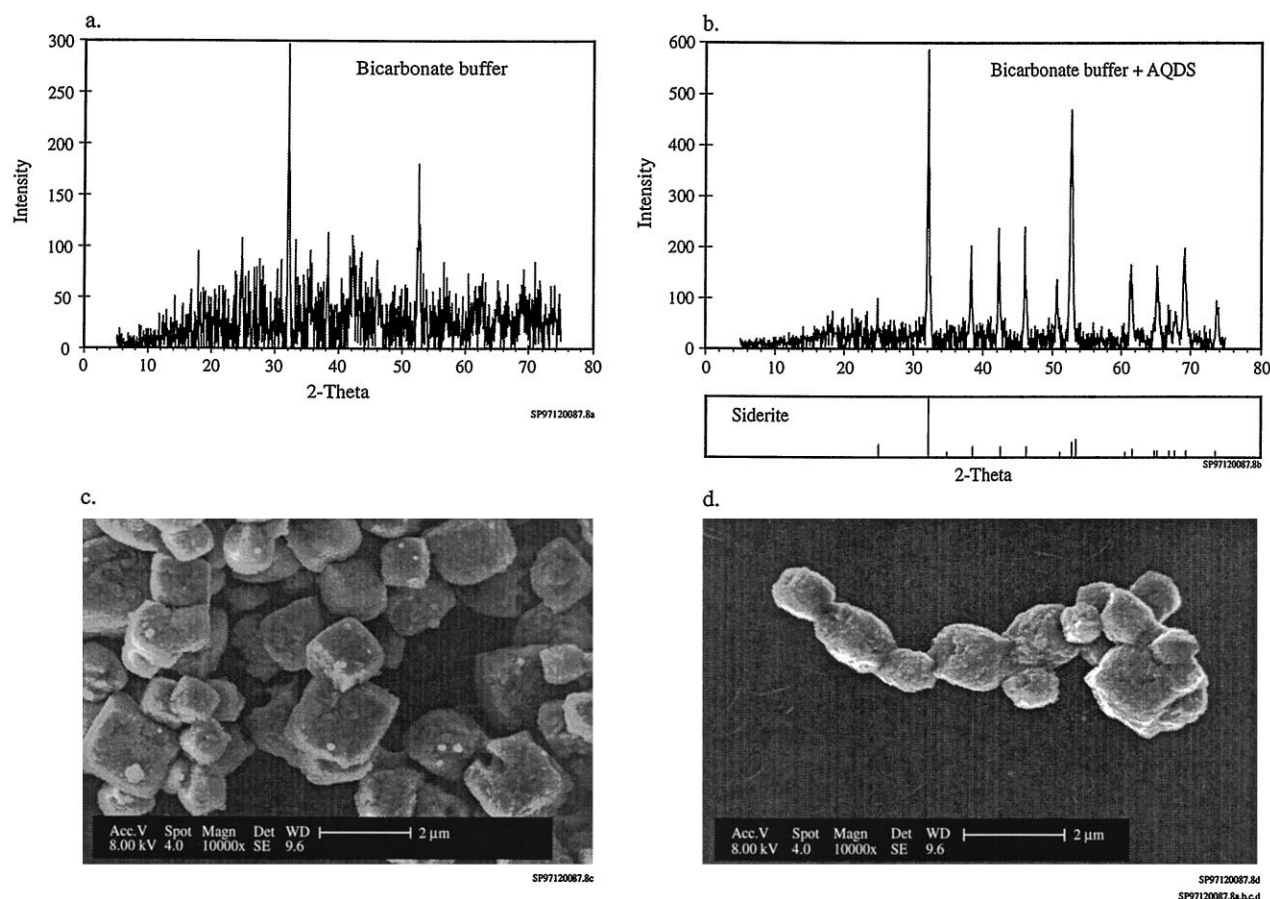 a.
Bicarbonate buffer
Intensity
300
250
200
150
100
50
0
0 10 20 30 40 50 60 70 80
2-Theta
SP97120087.8a
b.
Bicarbonate buffer + AQDS
Intensity
600
500
400
300
200
100
0
0 10 20 30 40 50 60 70 80
Siderite
SP97120087.8b
2-Theta
c.
Acc.V Spot Magn Det WD 2 µm
8.00 kV 4.0 10000x SE 9.6
SP97120087.8c
d.
Acc.V Spot Magn Det WD 2 µm
8.00 kV 4.0 10000x SE 9.6
SP97120087.8d
SP97120087.8a,b,c,d